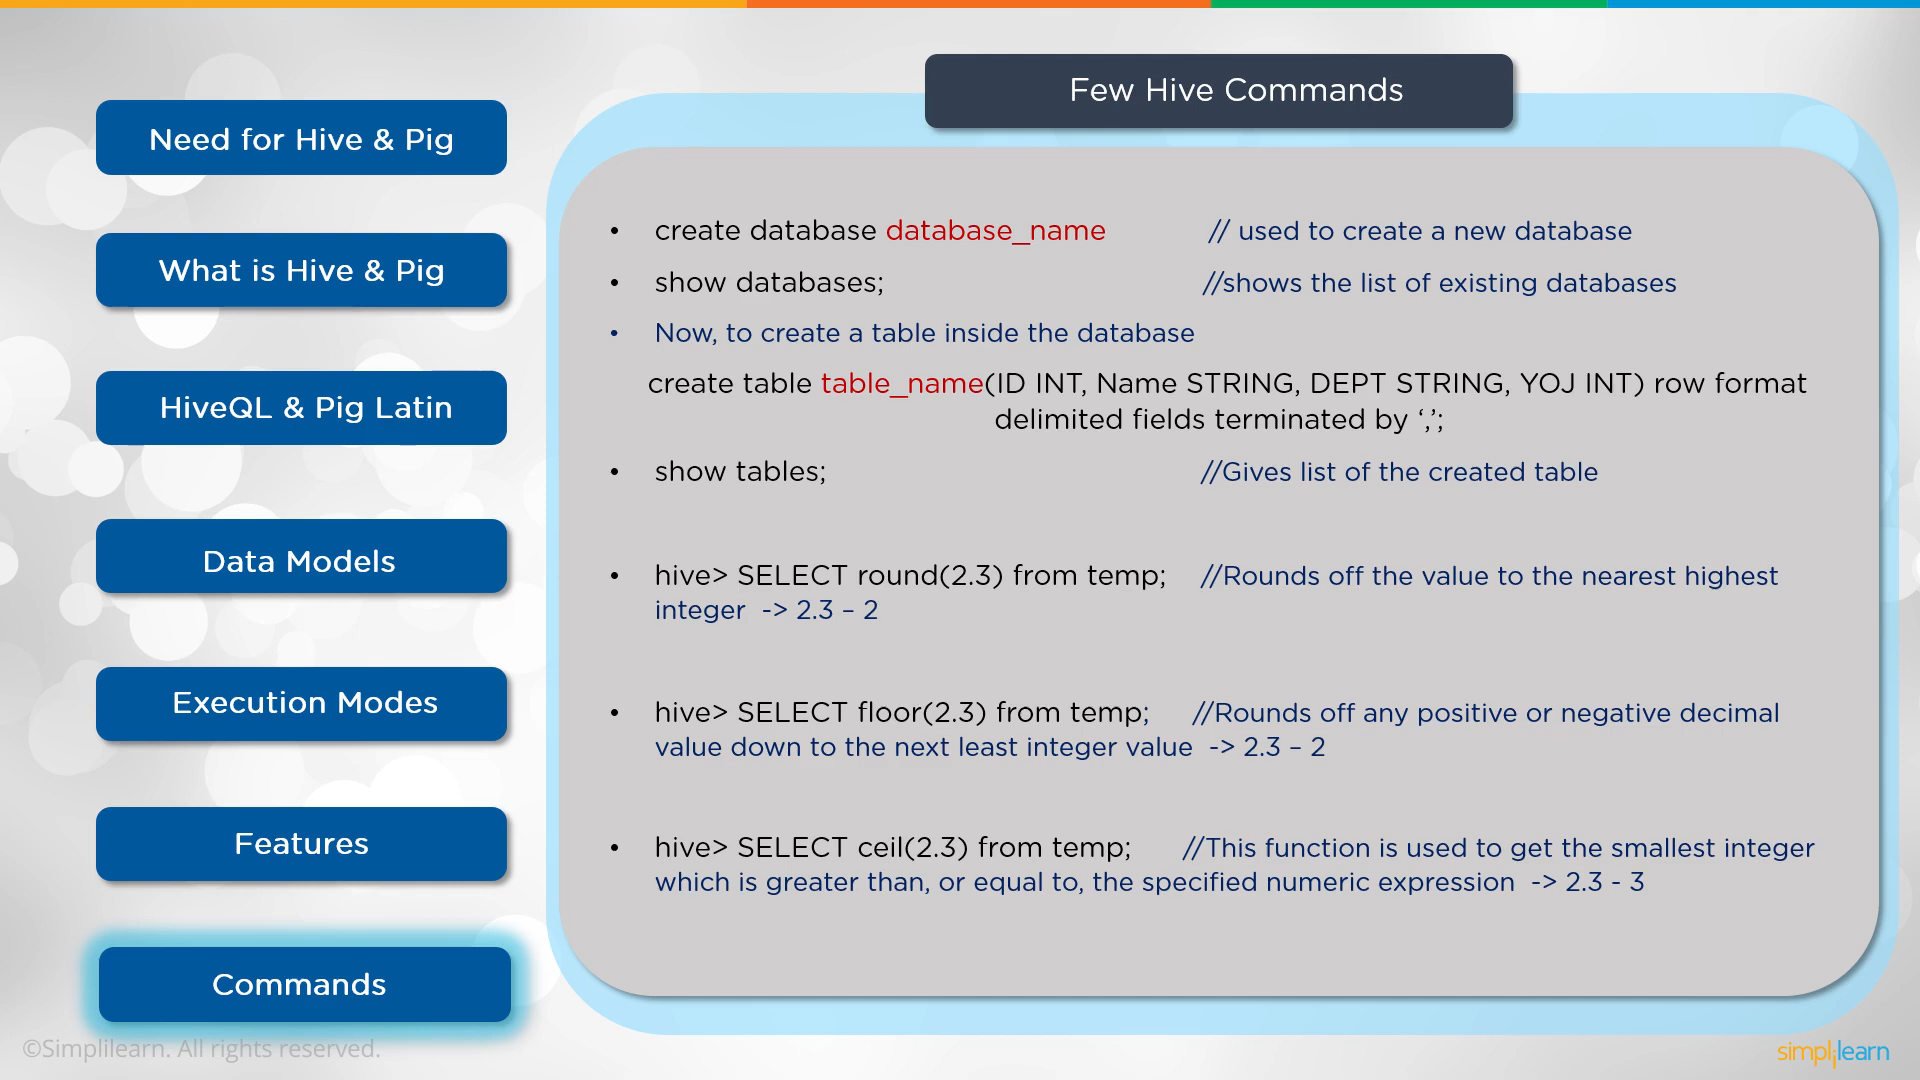 Few Hive Commands
Need for Hive & Pig
What is Hive & Pig
HiveQL & Pig Latin
Data Models
Execution Modes
Features
Commands
• create database database_name // used to create a new database
• show databases; //shows the list of existing databases
• Now, to create a table inside the database
create table table_name(ID INT, Name STRING, DEPT STRING, YOJ INT) row format
delimited fields terminated by ‘,’;
• show tables; //Gives list of the created table
• hive> SELECT round(2.3) from temp; //Rounds off the value to the nearest highest
integer -> 2.3 – 2
• hive> SELECT floor(2.3) from temp; //Rounds off any positive or negative decimal
value down to the next least integer value -> 2.3 – 2
• hive> SELECT ceil(2.3) from temp; //This function is used to get the smallest integer
which is greater than, or equal to, the specified numeric expression -> 2.3 - 3
©Simplilearn. All rights reserved.
simplilearn